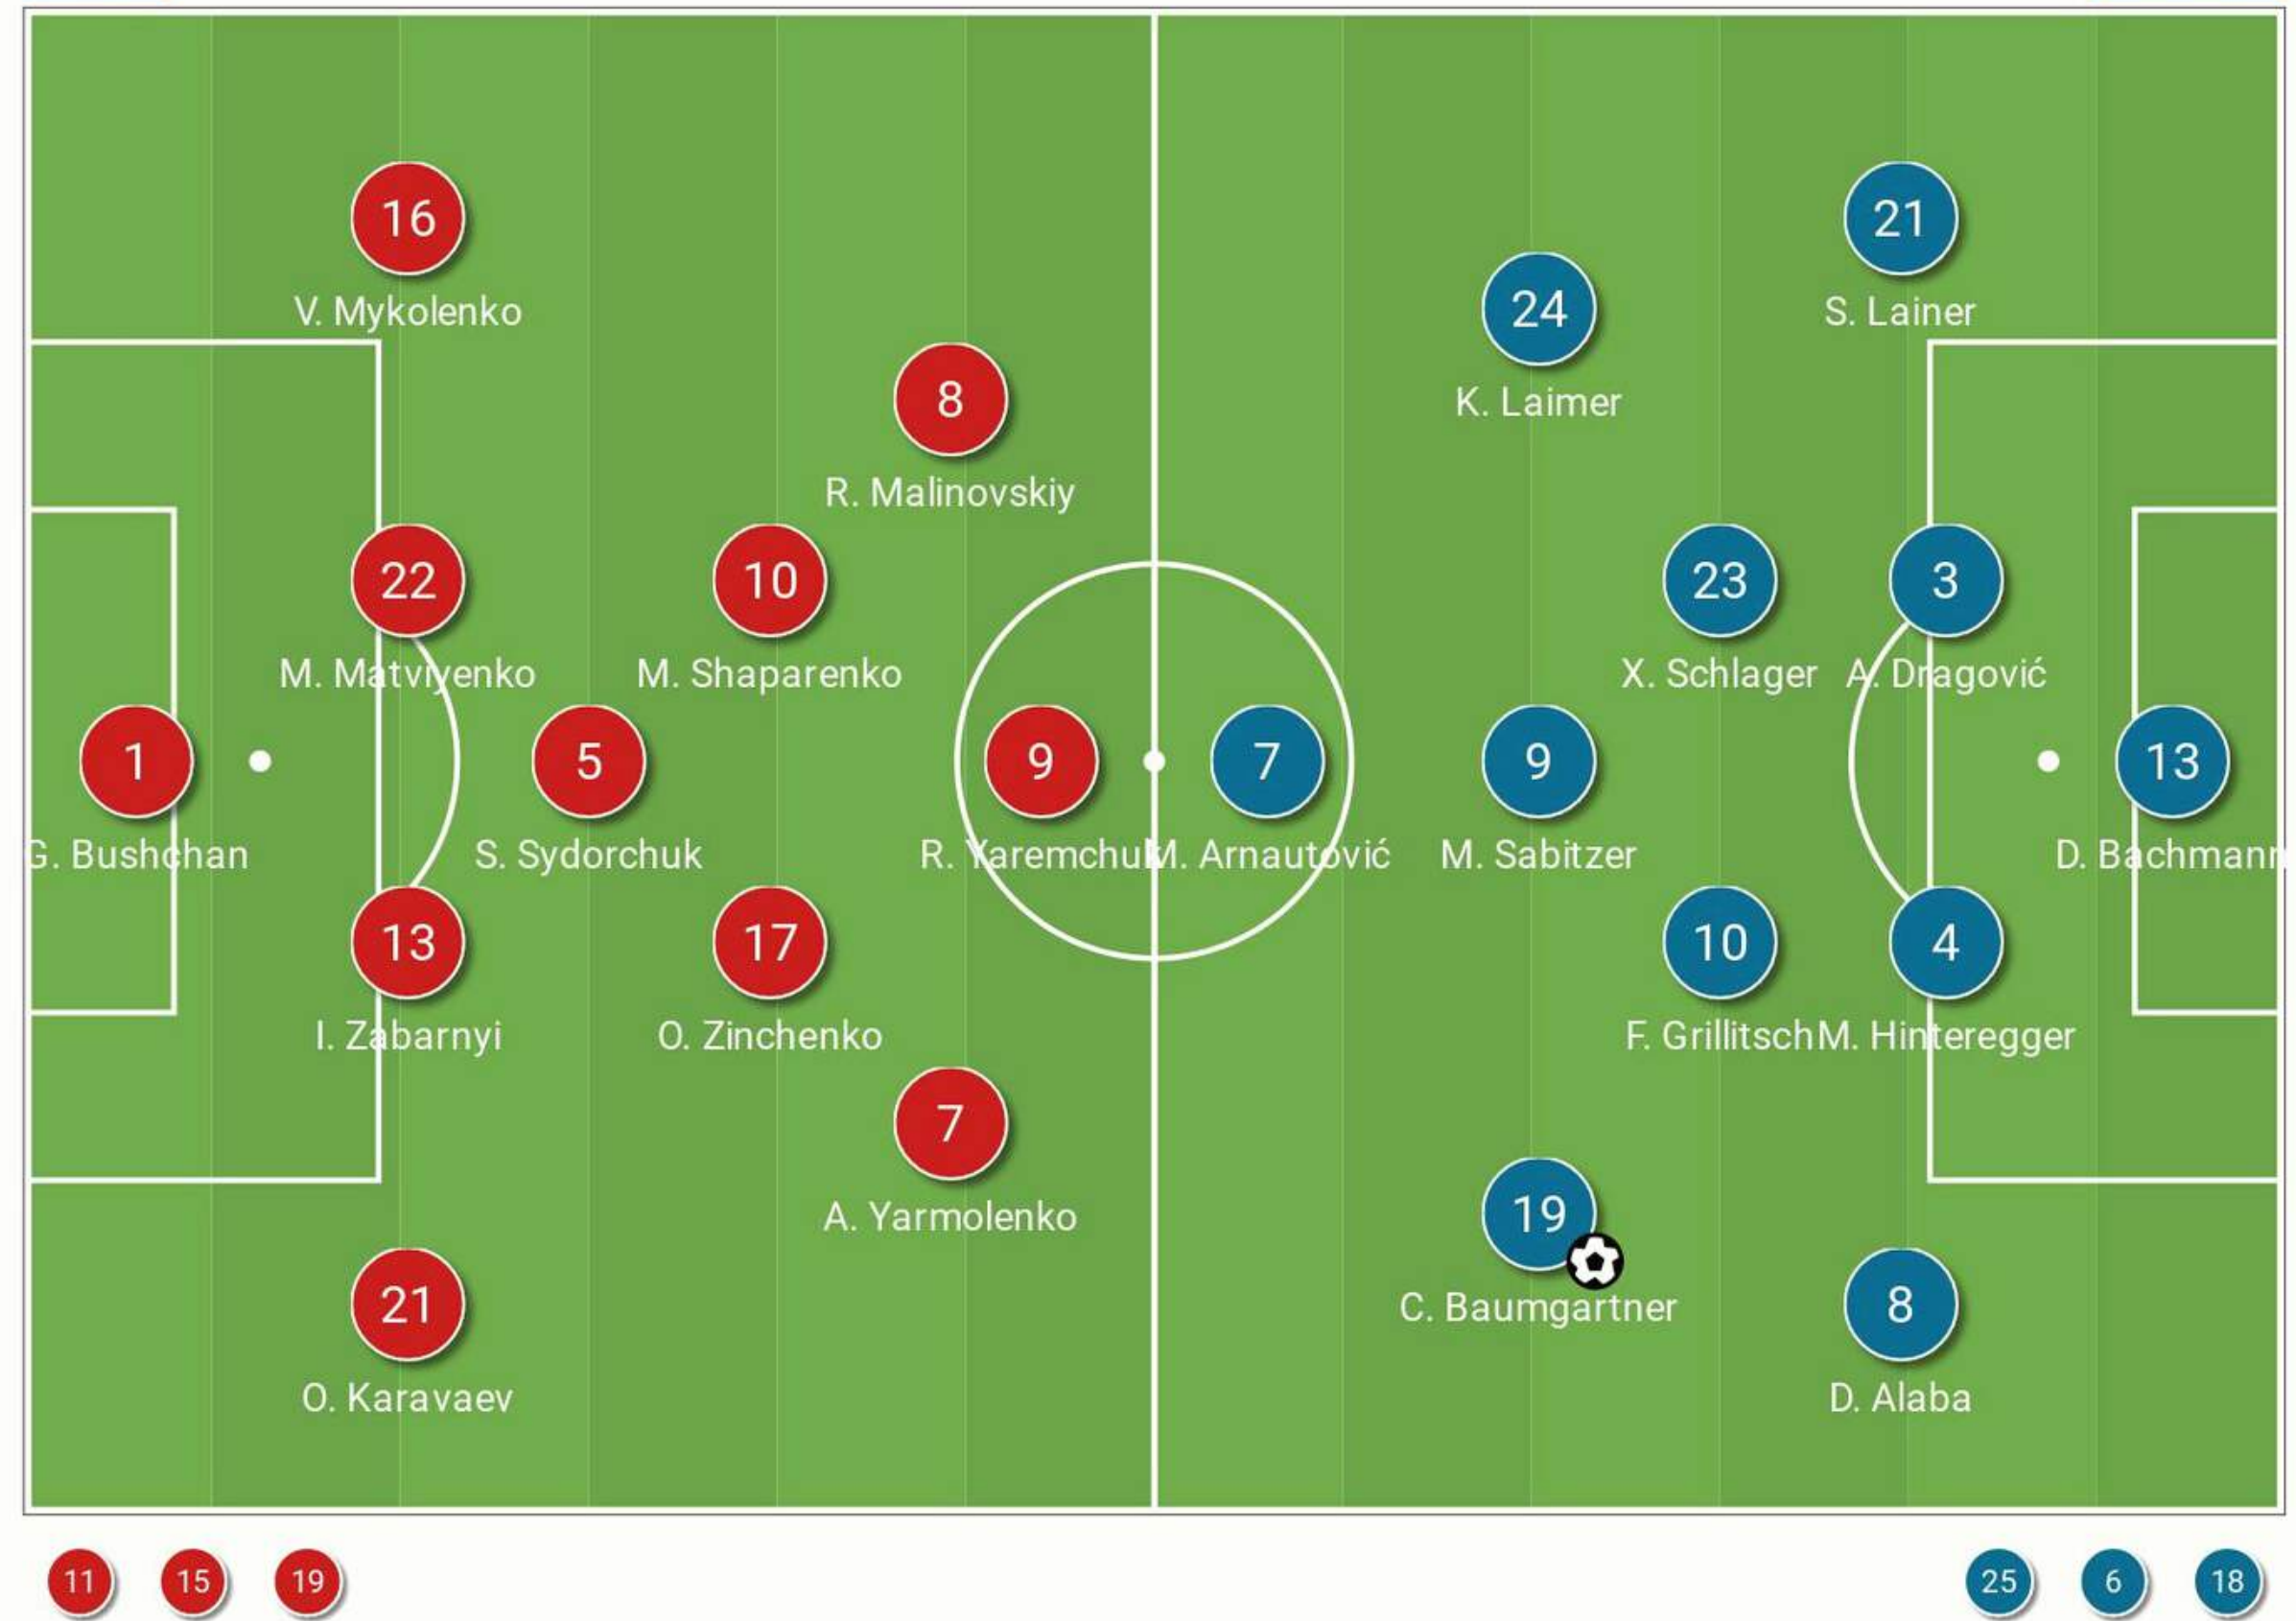 16
V. Mykolenko
21
S. Lainer
24
K. Laimer
8
R. Malinovskiy
22
M. Matviyenko
10
M. Shaparenko
23
X. Schlager
3
A. Dragović
1
G. Bushchan
5
S. Sydorchuk
9
R. Yaremchuk
7
M. Arnautović
9
M. Sabitzer
13
D. Bachmann
13
I. Zabarnyi
17
O. Zinchenko
10
F. Grillitsch
4
M. Hinteregger
7
A. Yarmolenko
19
C. Baumgartner
21
O. Karavaev
8
D. Alaba
11 15 19
25 6 18